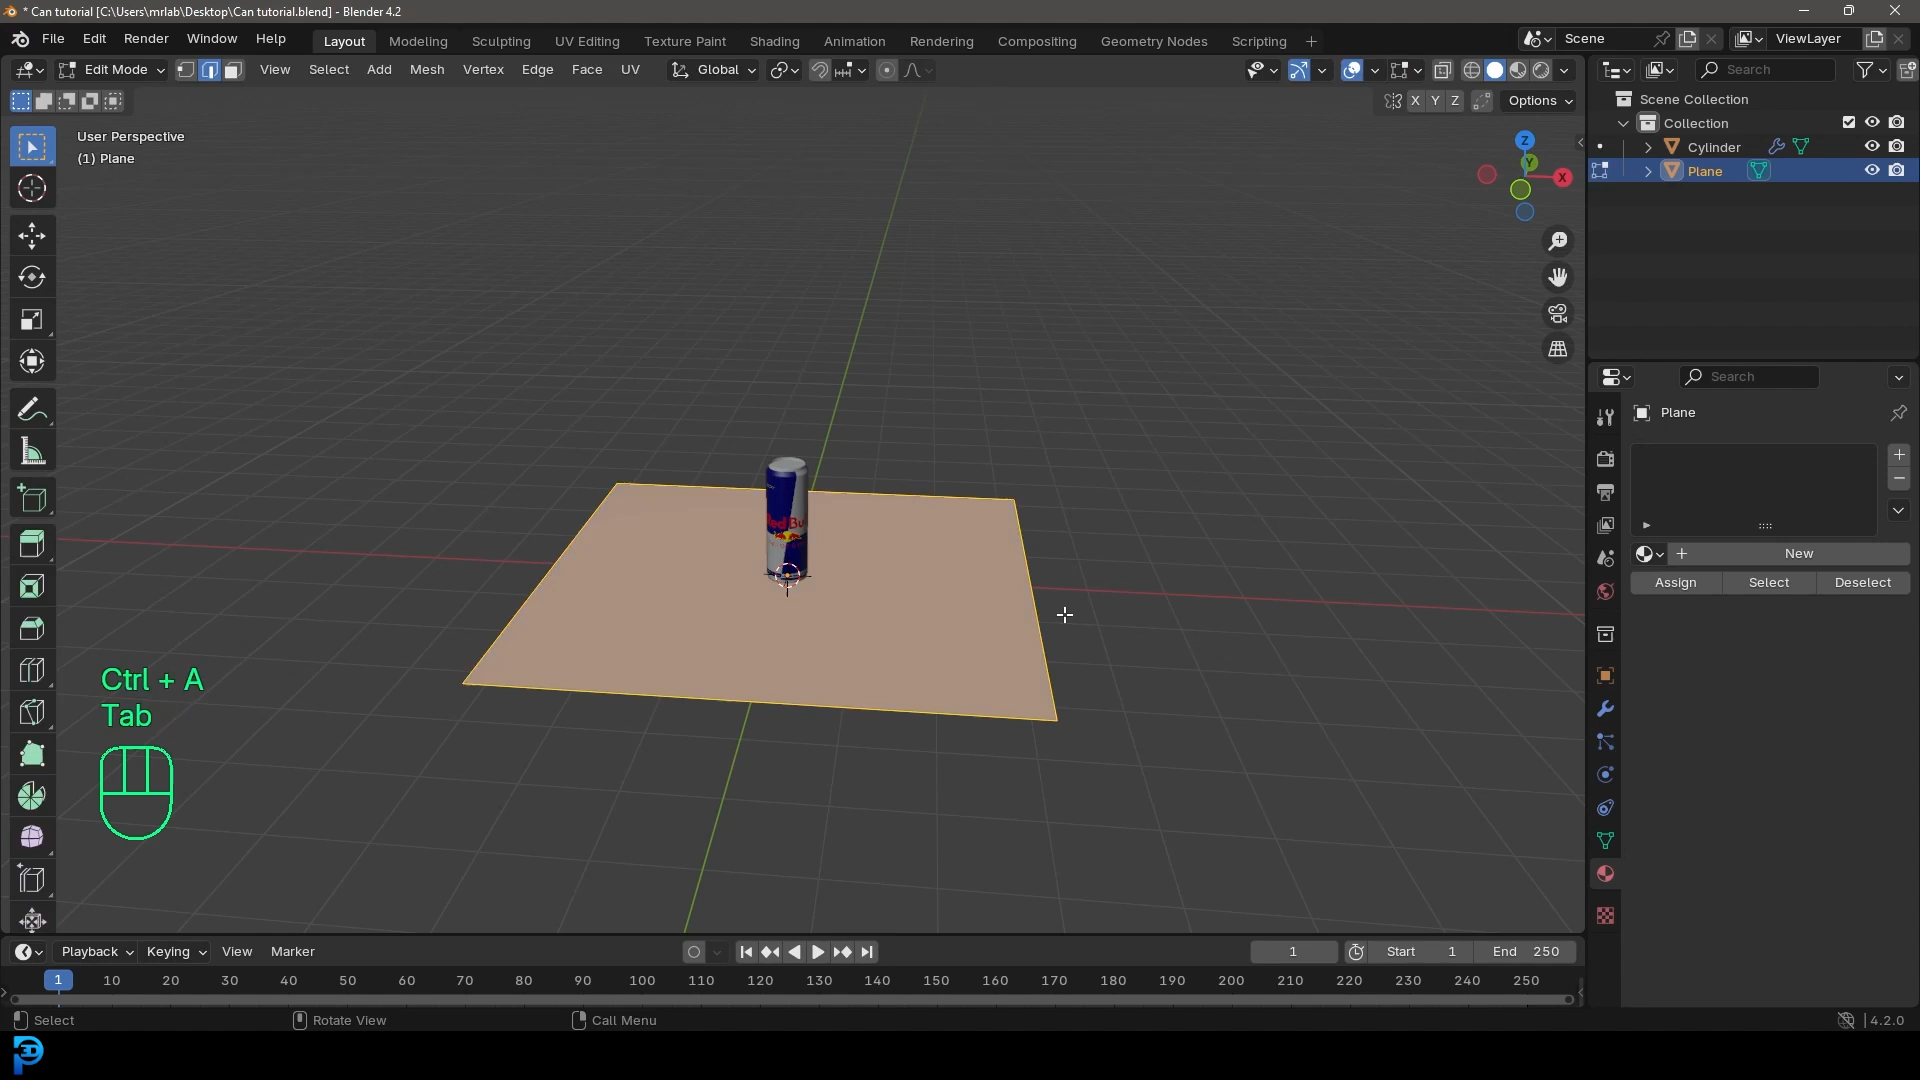 * Can tutorial [C:\Users\mrlab\Desktop\Can tutorial.blend] - Blender 4.2
File Edit Render Window Help
Layout Modeling Sculpting UV Editing Texture Paint Shading Animation Rendering Compositing Geometry Nodes Scripting +
Scene
ViewLayer
Edit Mode View Select Add Mesh Vertex Edge Face UV
Global
Search
X Y Z Options
Scene Collection
Collection
Cylinder
Plane
User Perspective
(1) Plane
Z
Y
X
Search
Plane
New
Assign Select Deselect
Red Bu
Ctrl + A
Tab
Playback Keying View Marker
1
Start 1 End 250
1 10 20 30 40 50 60 70 80 90 100 110 120 130 140 150 160 170 180 190 200 210 220 230 240 250
Select Rotate View Call Menu
4.2.0